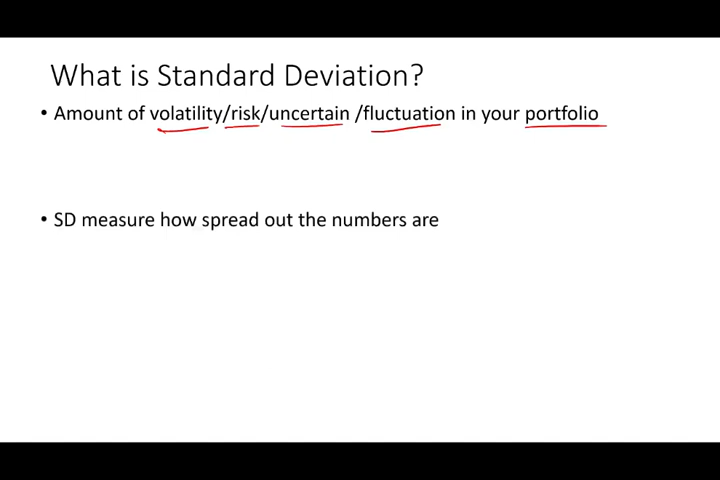 What is Standard Deviation?
• Amount of volatility/risk/uncertain /fluctuation in your portfolio
• SD measure how spread out the numbers are